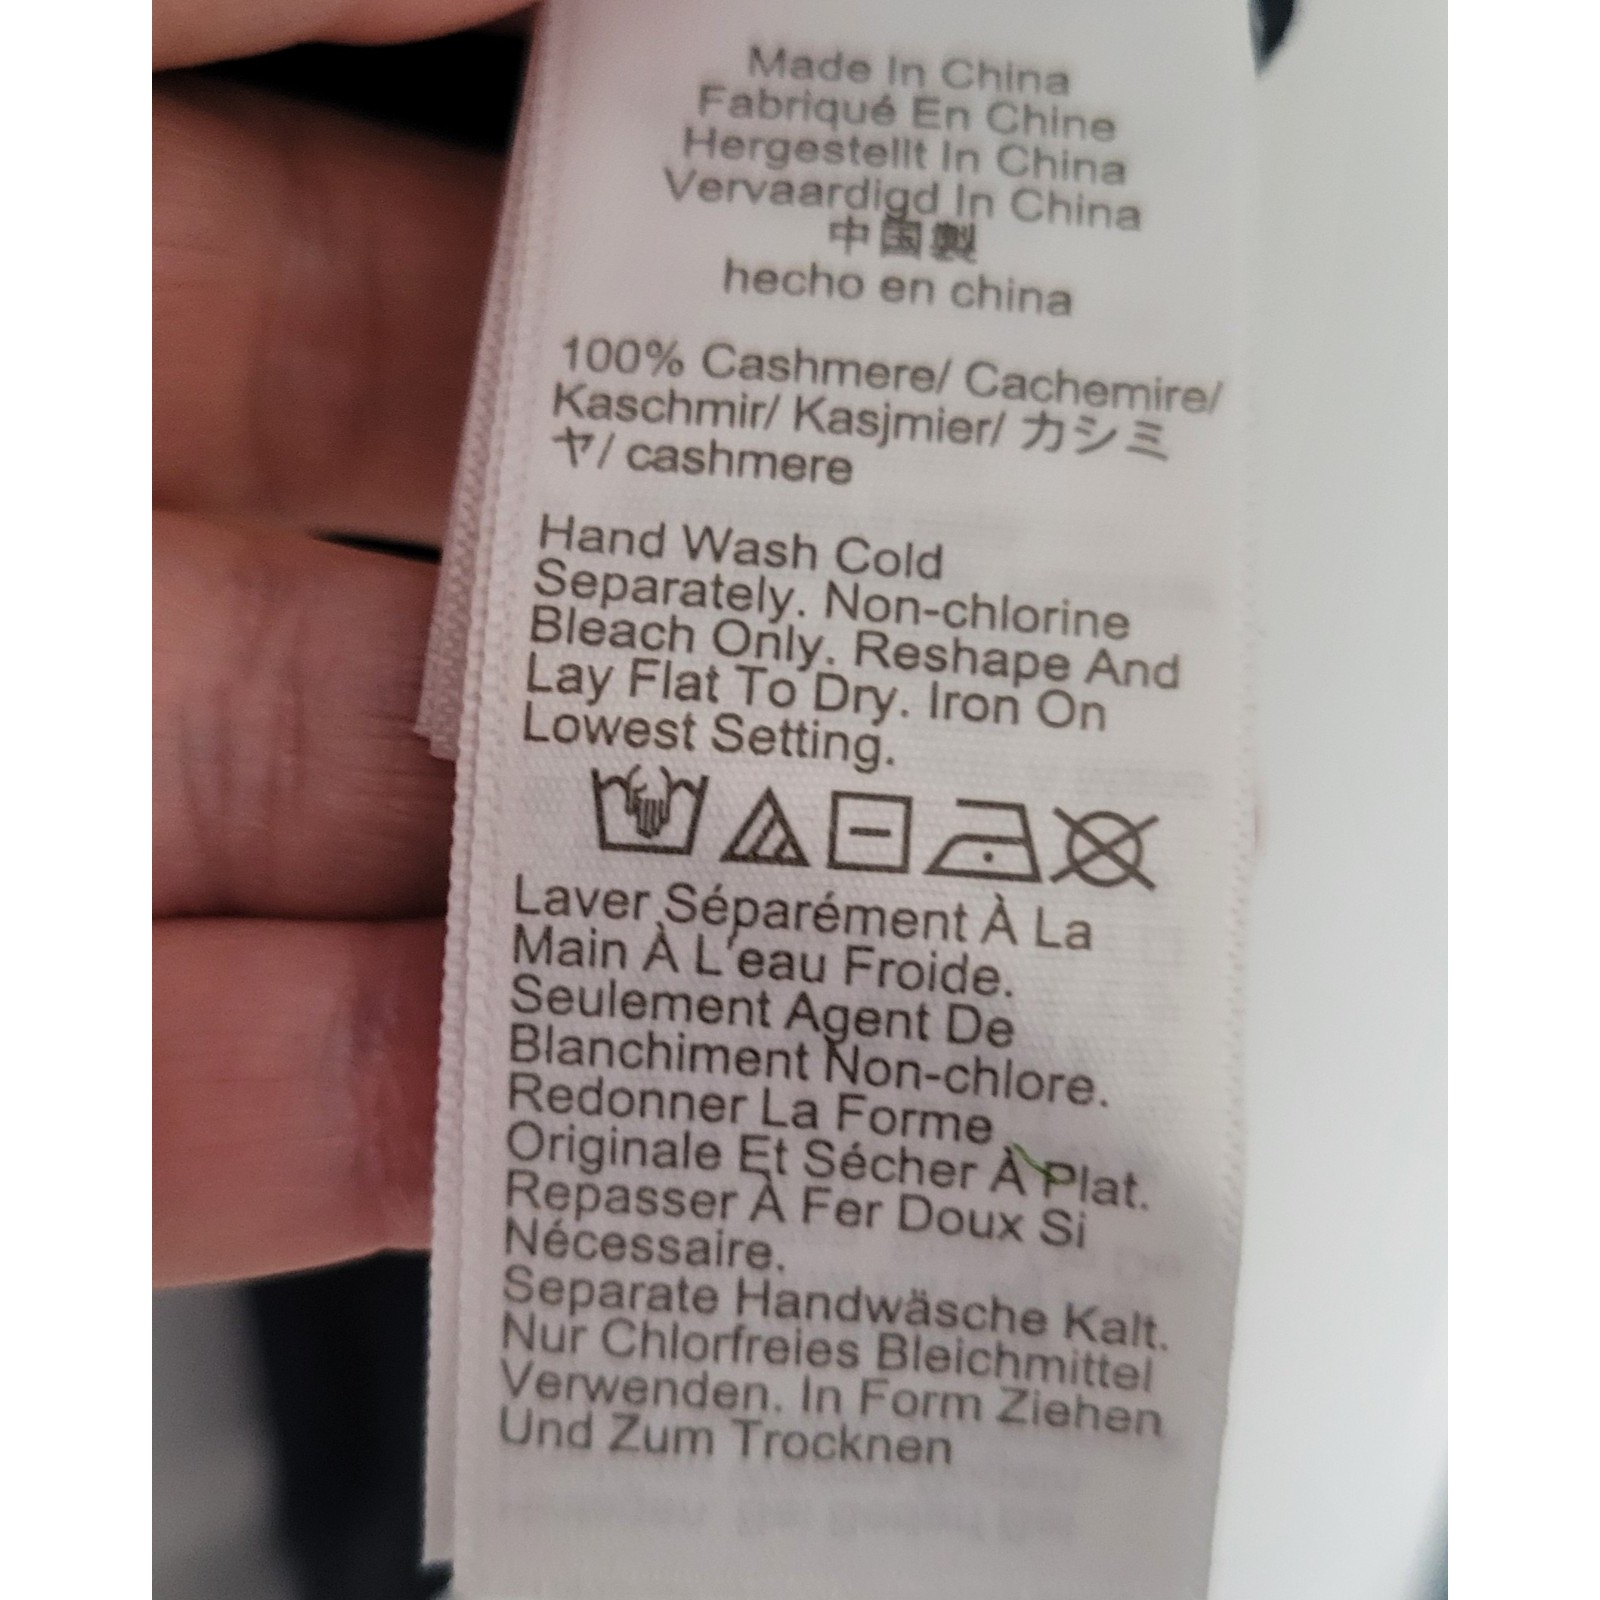 Made In China
Fabriqué En Chine
Hergestellt In China
Vervaardigd In China
中国製
hecho en china
100% Cashmere/ Cachemire/
Kaschmir/ Kasjmier/ カシミ
ヤ/ cashmere
Hand Wash Cold
Separately. Non-chlorine
Bleach Only. Reshape And
Lay Flat To Dry. Iron On
Lowest Setting.
Laver Séparément À La
Main À L'eau Froide.
Seulement Agent De
Blanchiment Non-chlore.
Redonner La Forme
Originale Et Sécher À Plat.
Repasser À Fer Doux Si
Nécessaire.
Separate Handwäsche Kalt.
Nur Chlorfreies Bleichmittel
Verwenden. In Form Ziehen
Und Zum Trocknen